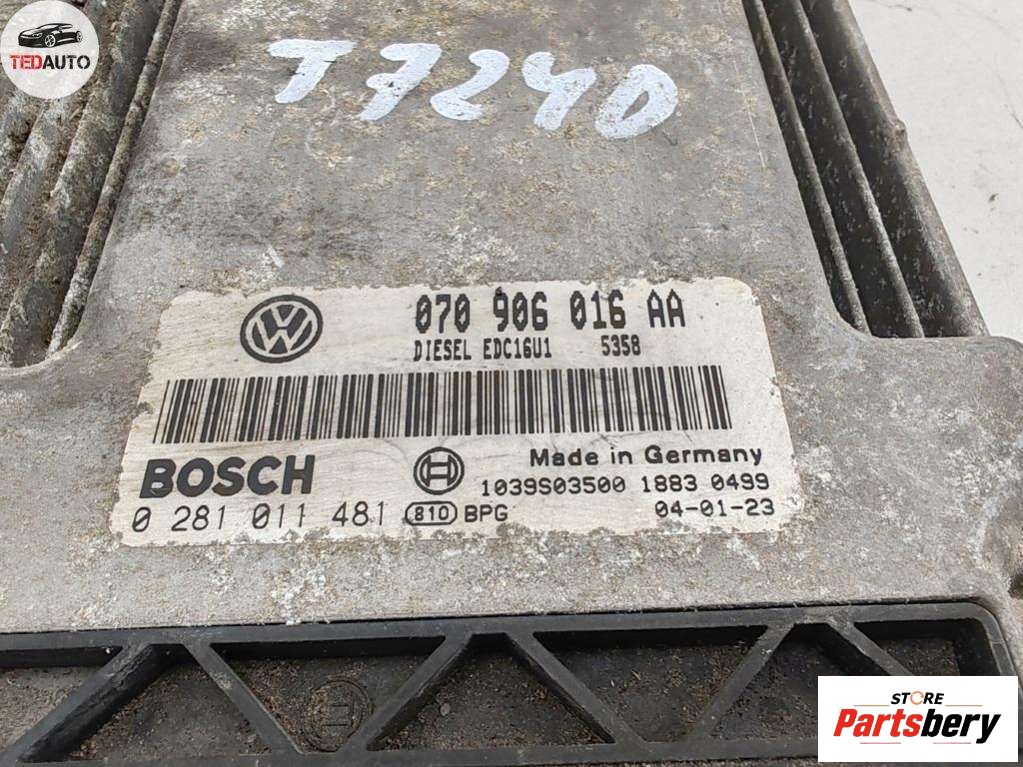 TEDAUTO
T7240
070 906 016 AA
DIESEL EDC16U1 5358
BOSCH
Made in Germany
1039S03500 1883 0499
0 281 011 481 810 BPG 04-01-23
STORE
Partsbery